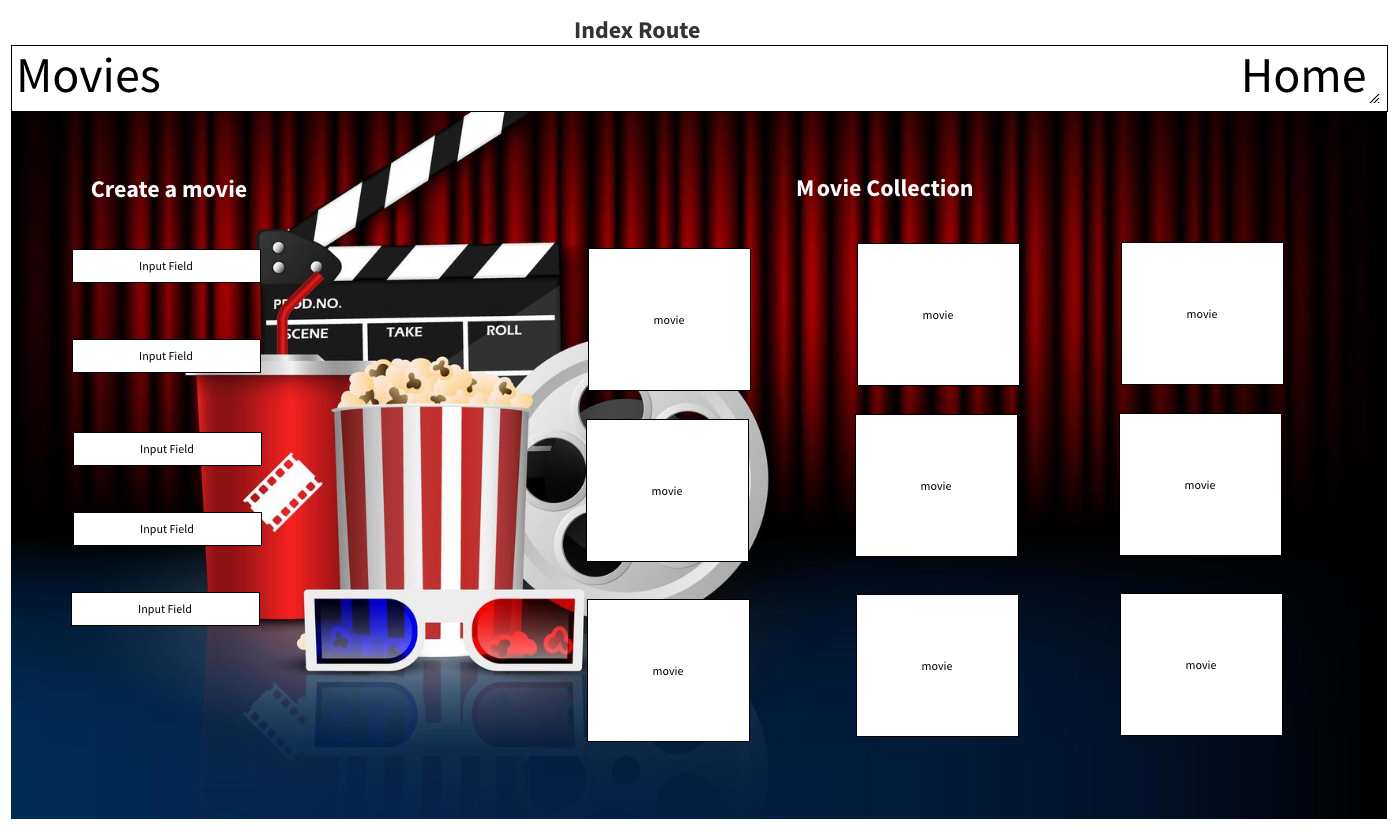 Index Route
Movies
Home
Create a movie
Movie Collection
Input Field
Input Field
Input Field
Input Field
Input Field
PROD.NO.
SCENE
TAKE
ROLL
movie
movie
movie
movie
movie
movie
movie
movie
movie